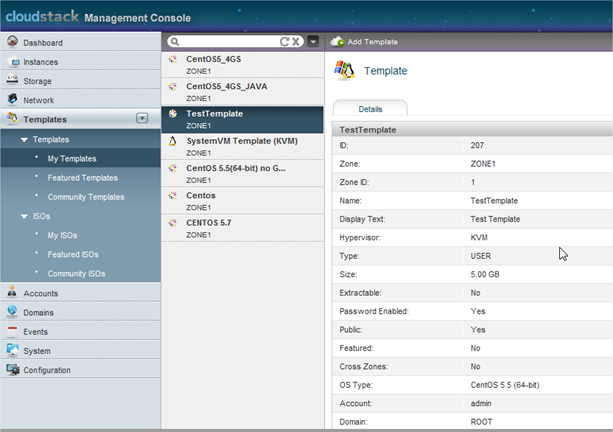 cloudstack Management Console
Dashboard
Instances
Storage
Network
Templates
Templates
My Templates
Featured Templates
Community Templates
ISOs
My ISOs
Featured ISOs
Community ISOs
Accounts
Domains
Events
System
Configuration
CentOS5_4GS
ZONE1
CentOS5_4GS_JAVA
ZONE1
TestTemplate
ZONE1
SystemVM Template (KVM)
ZONE1
CentOS 5.5(64-bit) no G...
ZONE1
Centos
ZONE1
CENTOS 5.7
ZONE1
Add Template
Template
Details
TestTemplate
ID: 207
Zone: ZONE1
Zone ID: 1
Name: TestTemplate
Display Text: Test Template
Hypervisor: KVM
Type: USER
Size: 5.00 GB
Extractable: No
Password Enabled: Yes
Public: Yes
Featured: No
Cross Zones: No
OS Type: CentOS 5.5 (64-bit)
Account: admin
Domain: ROOT